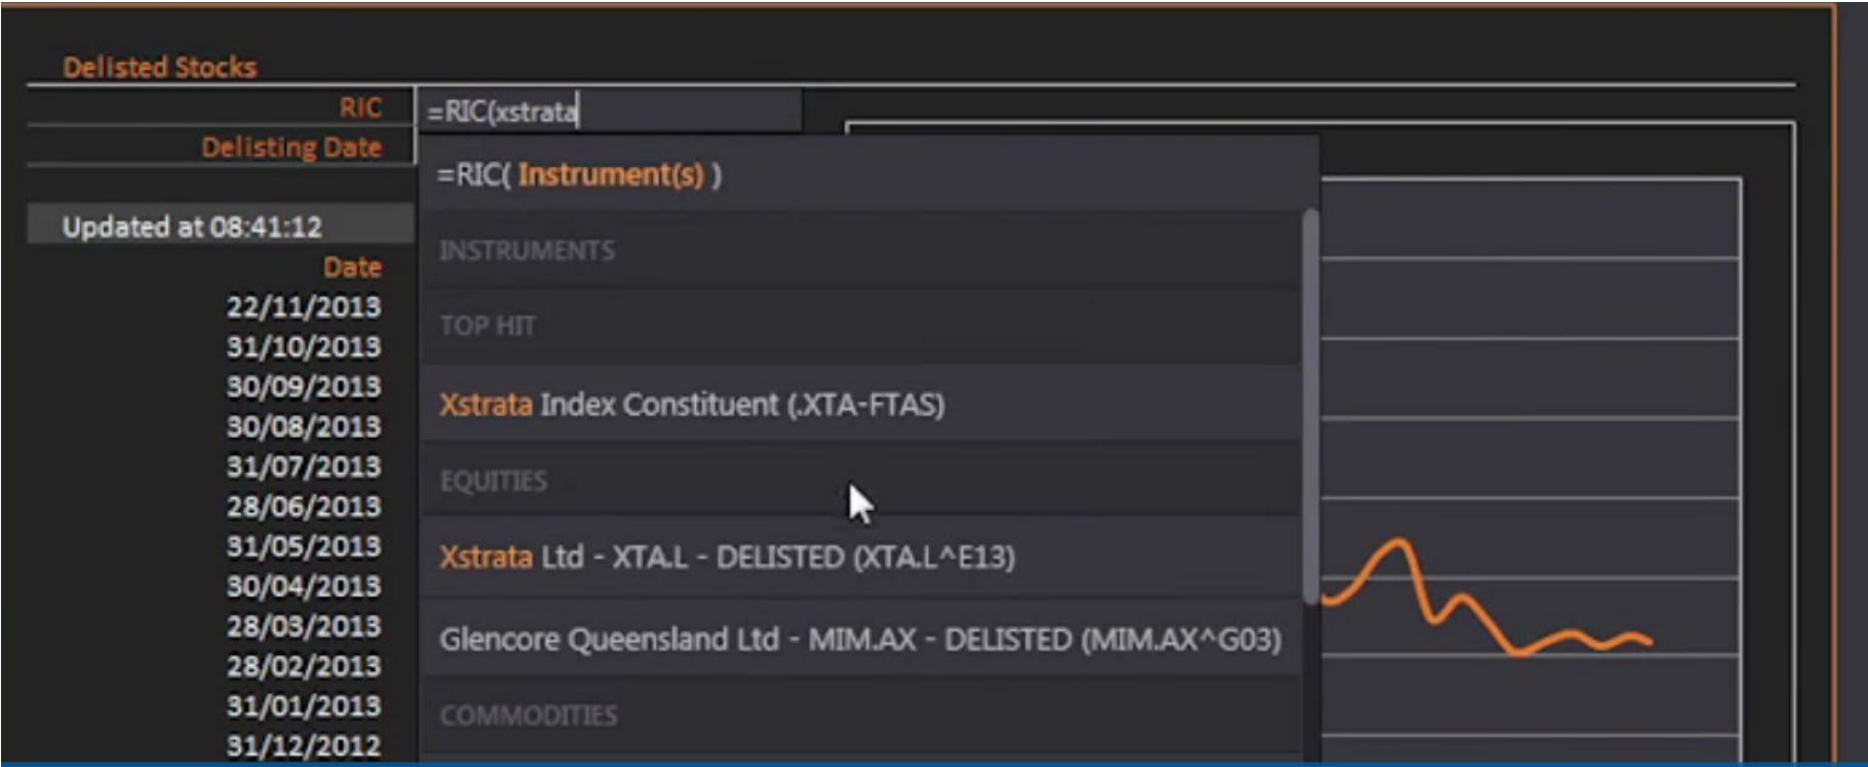 Delisted Stocks
RIC
=RIC(xstrata
Delisting Date
=RIC( Instrument(s) )
INSTRUMENTS
TOP HIT
Xstrata Index Constituent (.XTA-FTAS)
EQUITIES
Xstrata Ltd - XTA.L - DELISTED (XTA.L^E13)
Glencore Queensland Ltd - MIM.AX - DELISTED (MIM.AX^G03)
COMMODITIES
Updated at 08:41:12
Date
22/11/2013
31/10/2013
30/09/2013
30/08/2013
31/07/2013
28/06/2013
31/05/2013
30/04/2013
28/03/2013
28/02/2013
31/01/2013
31/12/2012